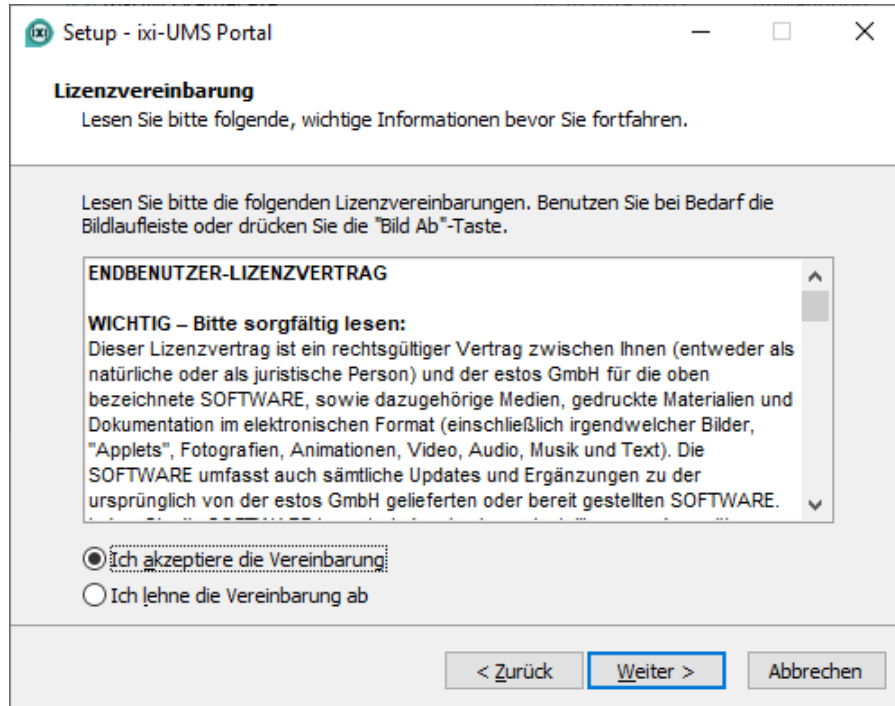 ixi
Setup - ixi-UMS Portal
Lizenzvereinbarung
Lesen Sie bitte folgende, wichtige Informationen bevor Sie fortfahren.
Lesen Sie bitte die folgenden Lizenzvereinbarungen. Benutzen Sie bei Bedarf die
Bildlaufleiste oder drücken Sie die "Bild Ab"-Taste.
ENDBENUTZER-LIZENZVERTRAG
WICHTIG – Bitte sorgfältig lesen:
Dieser Lizenzvertrag ist ein rechtsgültiger Vertrag zwischen Ihnen (entweder als
natürliche oder als juristische Person) und der estos GmbH für die oben
bezeichnete SOFTWARE, sowie dazugehörige Medien, gedruckte Materialien und
Dokumentation im elektronischen Format (einschließlich irgendwelcher Bilder,
"Applets", Fotografien, Animationen, Video, Audio, Musik und Text). Die
SOFTWARE umfasst auch sämtliche Updates und Ergänzungen zu der
ursprünglich von der estos GmbH gelieferten oder bereit gestellten SOFTWARE.
Ich akzeptiere die Vereinbarung
Ich lehne die Vereinbarung ab
< Zurück
Weiter >
Abbrechen